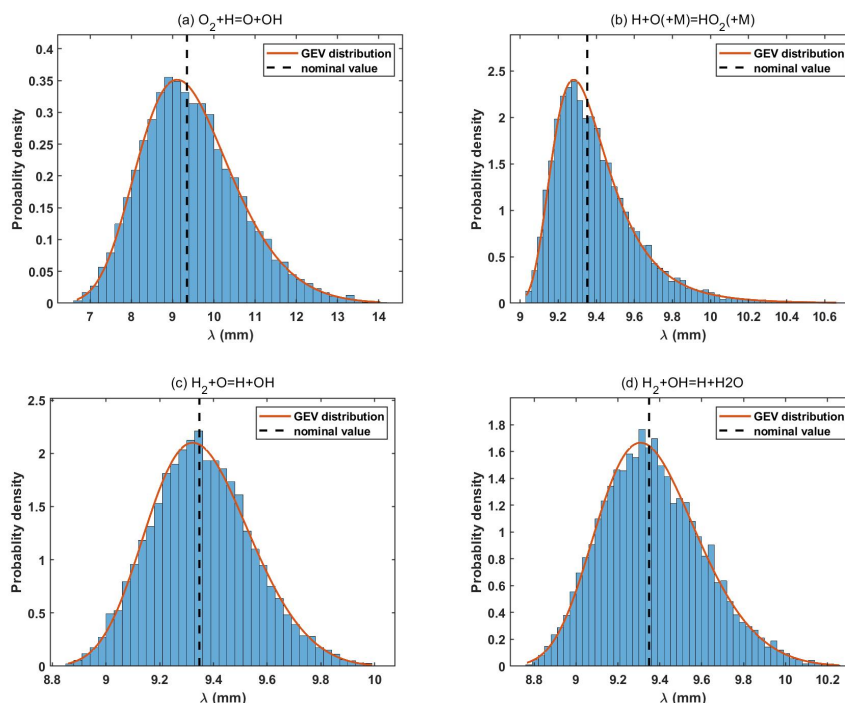 (a) O₂+H=O+OH
0.4
0.35
0.3
0.25
0.2
0.15
0.1
0.05
0
Probablity density
GEV distribution
nominal value
7 8 9 10 11 12 13 14
λ (mm)
(b) H+O(+M)=HO₂(+M)
2.5
2
1.5
1
0.5
0
Probablity density
GEV distribution
nominal value
9 9.2 9.4 9.6 9.8 10 10.2 10.4 10.6
λ (mm)
(c) H₂+O=H+OH
2.5
2
1.5
1
0.5
0
Probablity density
GEV distribution
nominal value
8.8 9 9.2 9.4 9.6 9.8 10
λ (mm)
(d) H₂+OH=H+H2O
1.8
1.6
1.4
1.2
1
0.8
0.6
0.4
0.2
0
Probablity density
GEV distribution
nominal value
8.8 9 9.2 9.4 9.6 9.8 10 10.2
λ (mm)